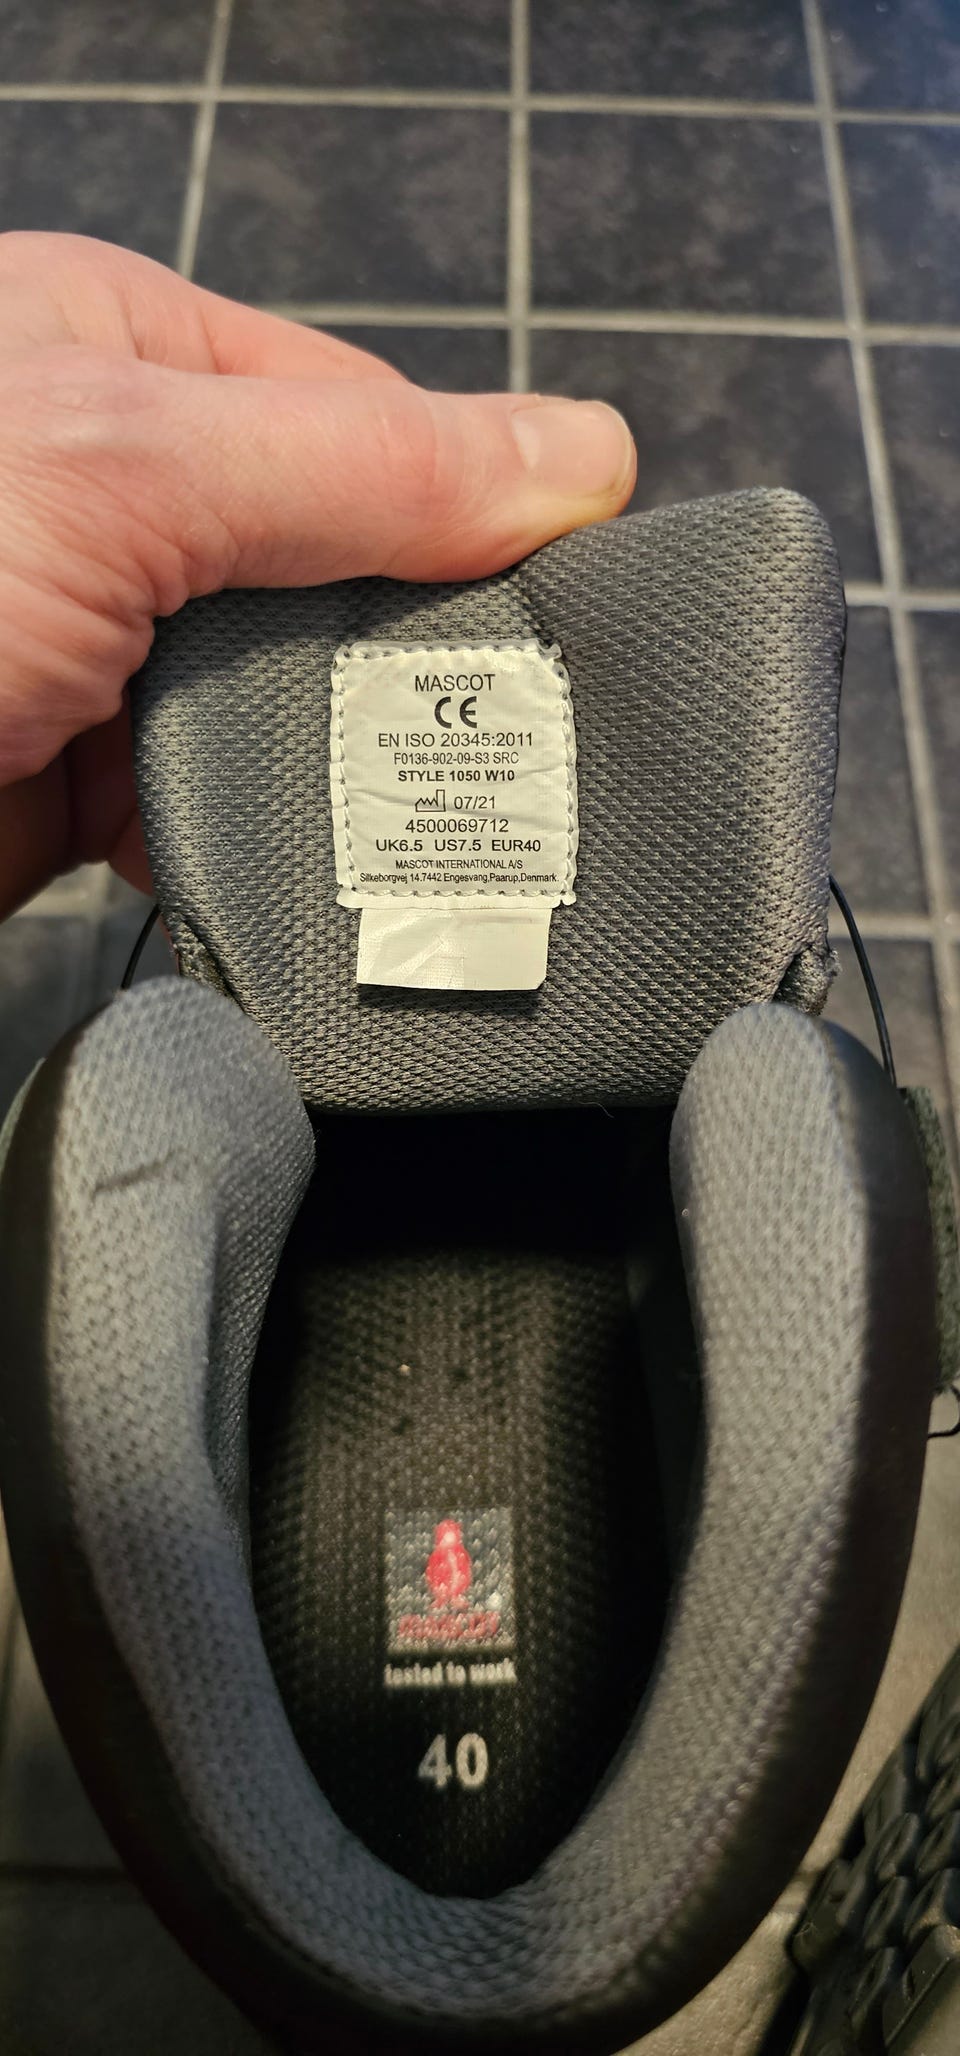 MASCOT
CE
EN ISO 20345:2011
F0136-902-09-S3 SRC
STYLE 1050 W10
07/21
4500069712
UK6.5 US7.5 EUR40
MASCOT INTERNATIONAL A/S
Silkeborgvej 14.7442 Engesvang,Paarup,Denmark.
MASCOT
tested to work
40